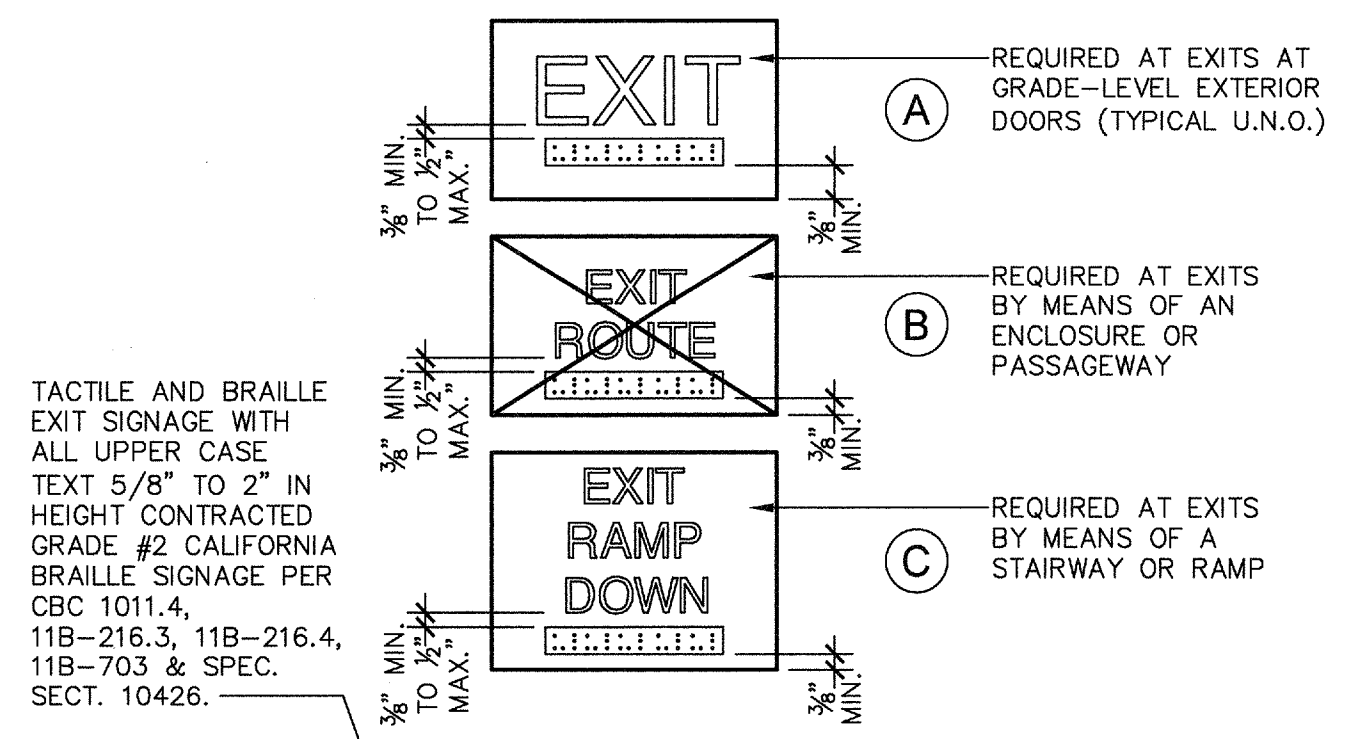 EXIT
REQUIRED AT EXITS AT
GRADE-LEVEL EXTERIOR
DOORS (TYPICAL U.N.O.)
A
3/8" MIN.
TO 1/2"
MAX.
3/8"
MIN.
EXIT
ROUTE
REQUIRED AT EXITS
BY MEANS OF AN
ENCLOSURE OR
PASSAGEWAY
B
3/8" MIN.
TO 1/2"
MAX.
3/8"
MIN.
TACTILE AND BRAILLE
EXIT SIGNAGE WITH
ALL UPPER CASE
TEXT 5/8" TO 2" IN
HEIGHT CONTRACTED
GRADE #2 CALIFORNIA
BRAILLE SIGNAGE PER
CBC 1011.4,
11B-216.3, 11B-216.4,
11B-703 & SPEC.
SECT. 10426.
EXIT
RAMP
DOWN
REQUIRED AT EXITS
BY MEANS OF A
STAIRWAY OR RAMP
C
3/8" MIN.
TO 1/2"
MAX.
3/8"
MIN.